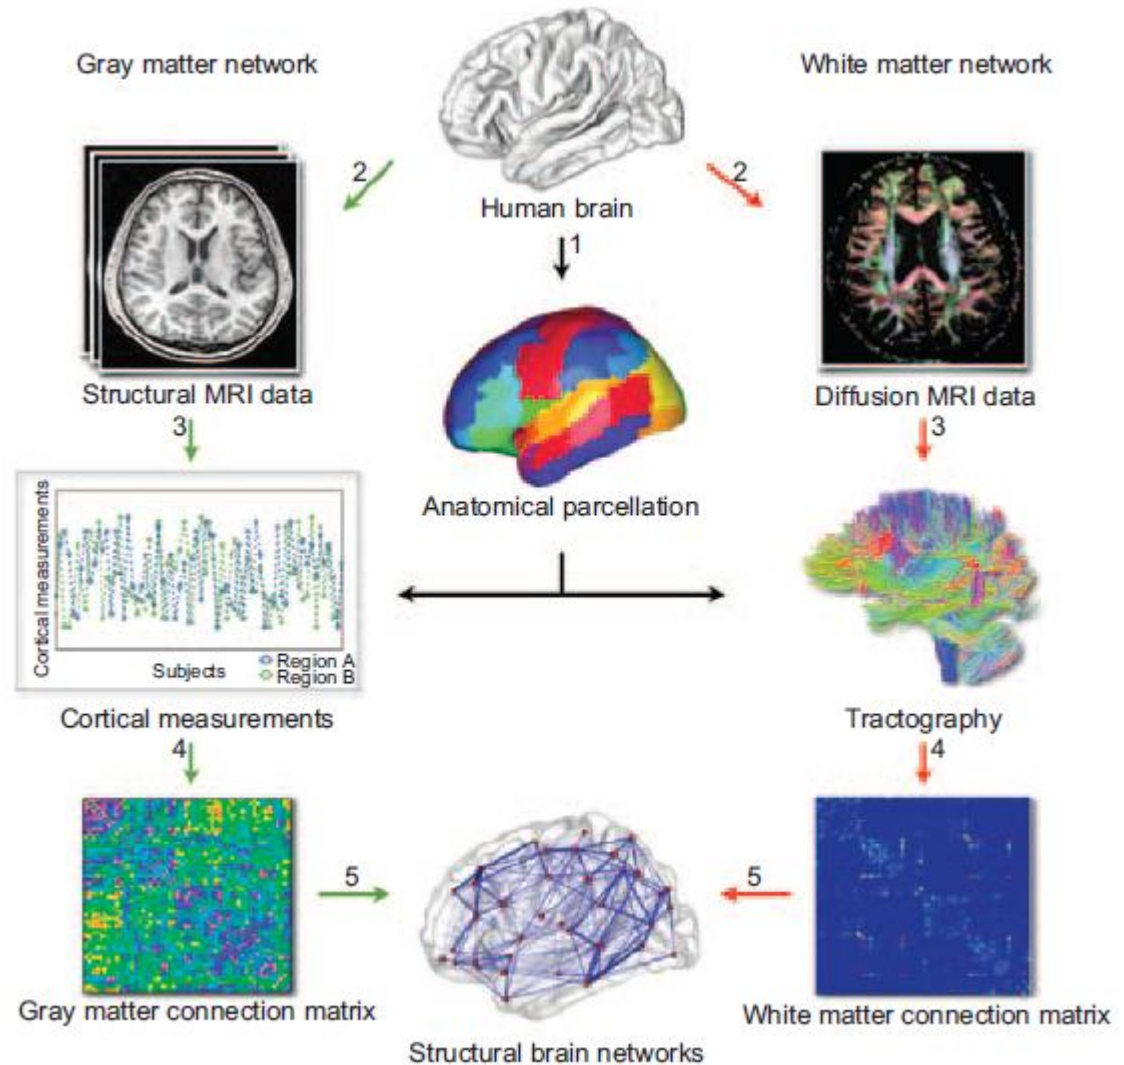 Gray matter network
White matter network
2
2
Human brain
1
Structural MRI data
Diffusion MRI data
3
3
Anatomical parcellation
Cortical measurements
Subjects
Region A
Region B
Cortical measurements
Tractography
4
4
5
5
Gray matter connection matrix
White matter connection matrix
Structural brain networks